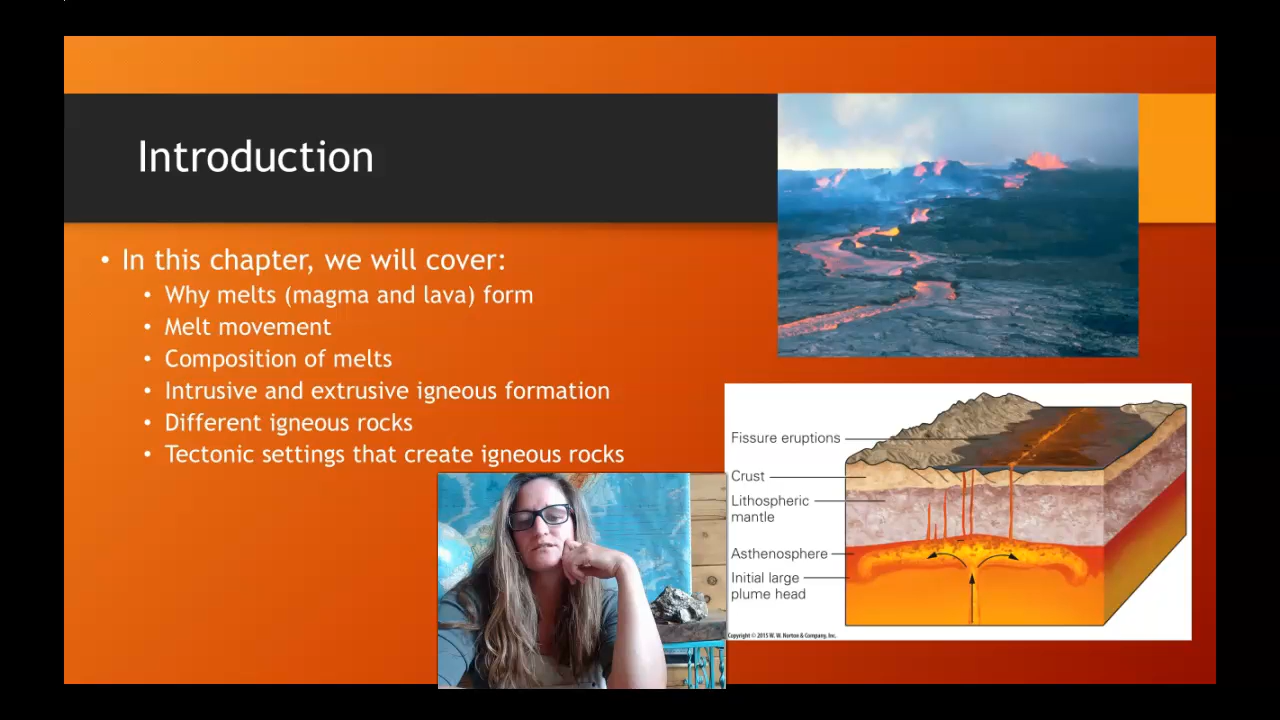 Introduction
• In this chapter, we will cover:
• Why melts (magma and lava) form
• Melt movement
• Composition of melts
• Intrusive and extrusive igneous formation
• Different igneous rocks
• Tectonic settings that create igneous rocks
Fissure eruptions
Crust
Lithospheric
mantle
Asthenosphere
Initial large
plume head
Copyright © 2015 W. W. Norton & Company, Inc.